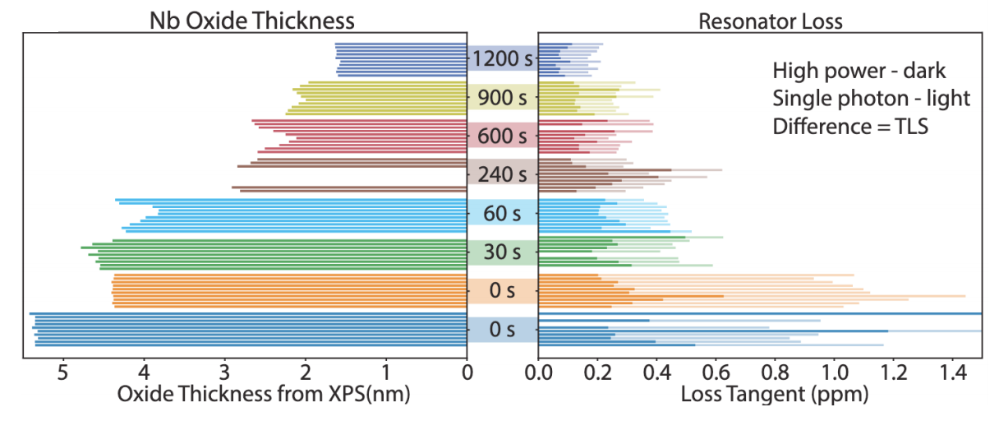 Nb Oxide Thickness
Resonator Loss
1200 s
900 s
600 s
240 s
60 s
30 s
0 s
0 s
High power - dark
Single photon - light
Difference = TLS
5 4 3 2 1 0
0.0 0.2 0.4 0.6 0.8 1.0 1.2 1.4
Oxide Thickness from XPS(nm)
Loss Tangent (ppm)